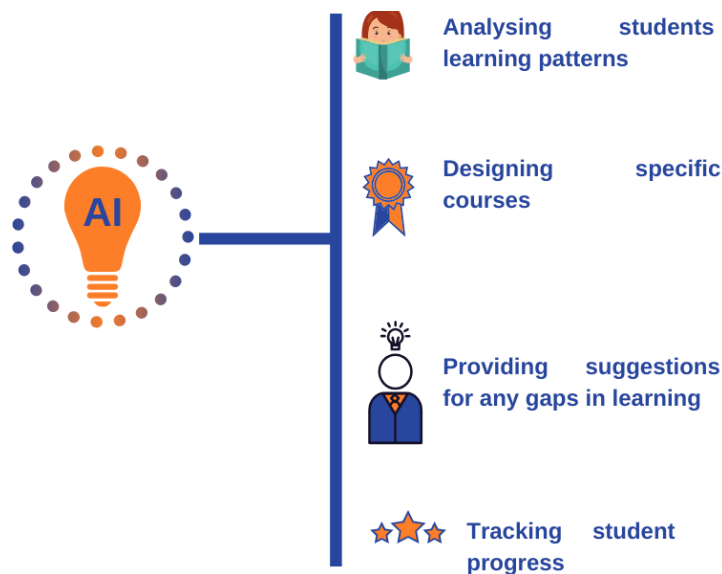 AI
Analysing students
learning patterns
Designing specific
courses
Providing suggestions
for any gaps in learning
Tracking student
progress